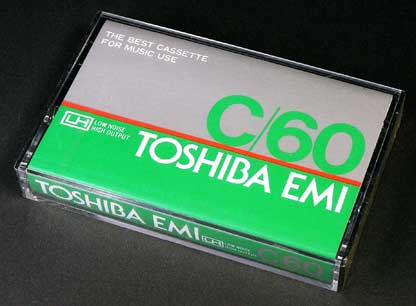 THE BEST CASSETTE
FOR MUSIC USE
C/60
LH LOW NOISE
HIGH OUTPUT
TOSHIBA EMI
TOSHIBA EMI LH LOW NOISE
HIGH OUTPUT
C/60